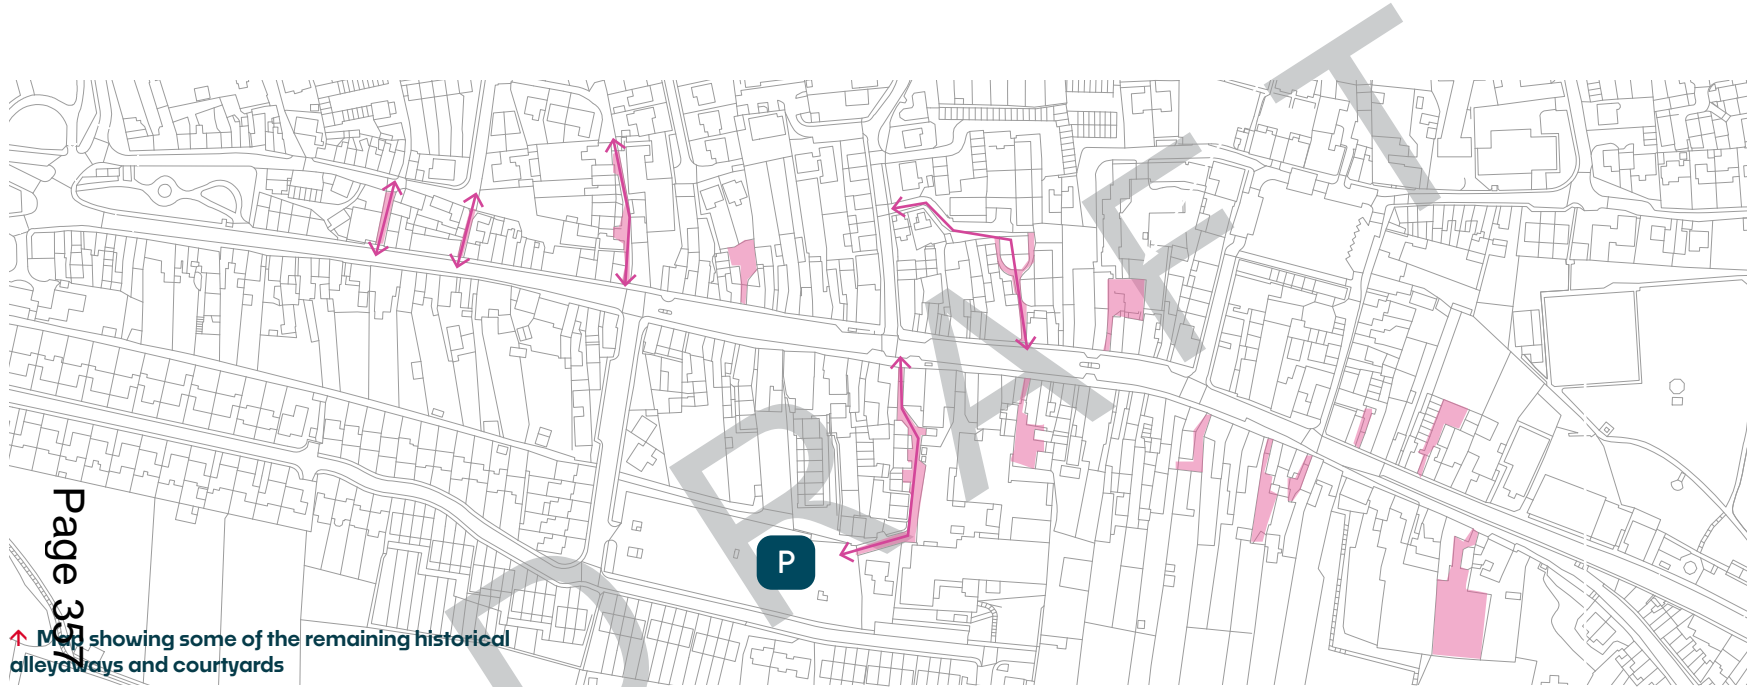 DRAFT
P
Page 357
↑ Map showing some of the remaining historical
alleyways and courtyards